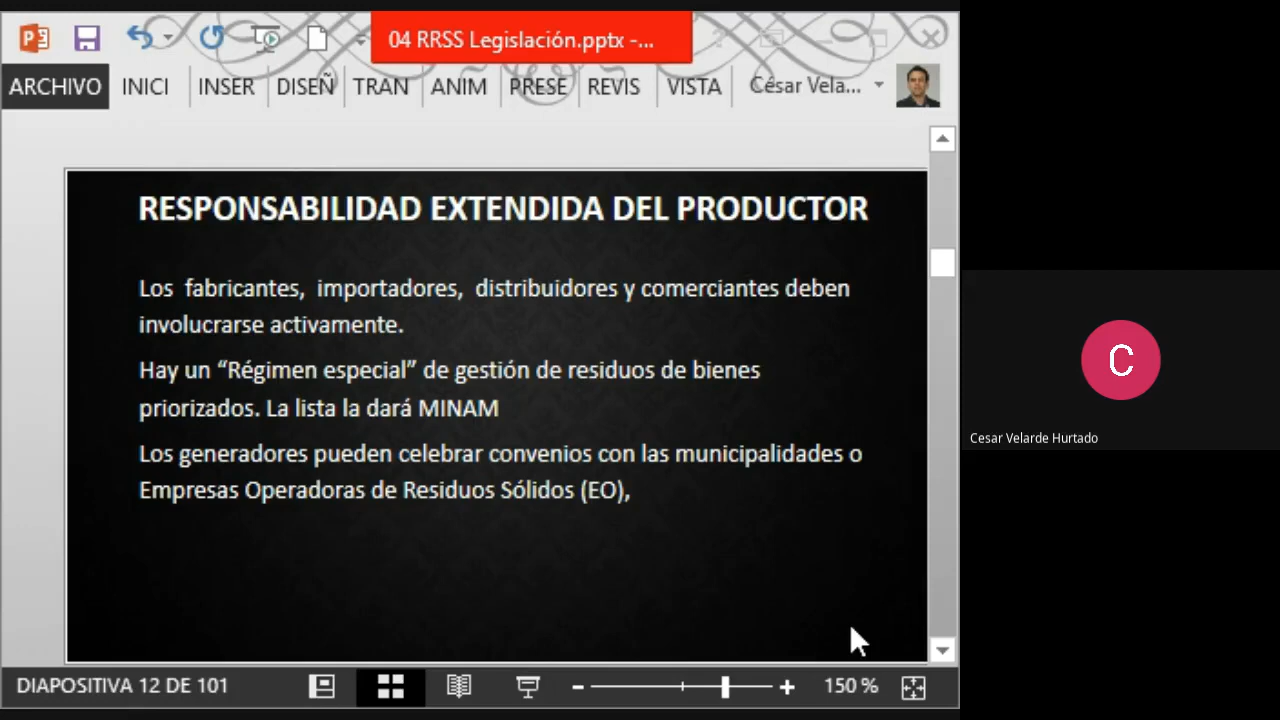 04 RRSS Legislación.pptx -...
ARCHIVO INICI INSER DISEÑ TRAN ANIM PRESE REVIS VISTA César Vela...
RESPONSABILIDAD EXTENDIDA DEL PRODUCTOR
Los fabricantes, importadores, distribuidores y comerciantes deben
involucrarse activamente.
Hay un “Régimen especial” de gestión de residuos de bienes
priorizados. La lista la dará MINAM
Los generadores pueden celebrar convenios con las municipalidades o
Empresas Operadoras de Residuos Sólidos (EO),
C
Cesar Velarde Hurtado
DIAPOSITIVA 12 DE 101
150 %